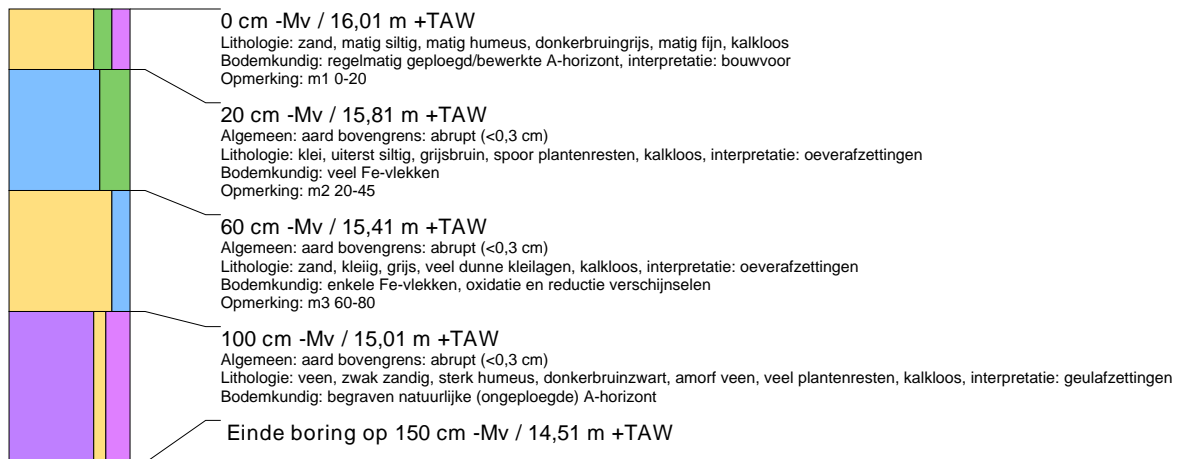 0 cm -Mv / 16,01 m +TAW
Lithologie: zand, matig siltig, matig humeus, donkerbruingrijs, matig fijn, kalkloos
Bodemkundig: regelmatig geploegd/bewerkte A-horizont, interpretatie: bouwvoor
Opmerking: m1 0-20
20 cm -Mv / 15,81 m +TAW
Algemeen: aard bovengrens: abrupt (<0,3 cm)
Lithologie: klei, uiterst siltig, grijsbruin, spoor plantenresten, kalkloos, interpretatie: oeverafzettingen
Bodemkundig: veel Fe-vlekken
Opmerking: m2 20-45
60 cm -Mv / 15,41 m +TAW
Algemeen: aard bovengrens: abrupt (<0,3 cm)
Lithologie: zand, kleiig, grijs, veel dunne kleilagen, kalkloos, interpretatie: oeverafzettingen
Bodemkundig: enkele Fe-vlekken, oxidatie en reductie verschijnselen
Opmerking: m3 60-80
100 cm -Mv / 15,01 m +TAW
Algemeen: aard bovengrens: abrupt (<0,3 cm)
Lithologie: veen, zwak zandig, sterk humeus, donkerbruinzwart, amorf veen, veel plantenresten, kalkloos, interpretatie: geulafzettingen
Bodemkundig: begraven natuurlijke (ongeploegde) A-horizont
Einde boring op 150 cm -Mv / 14,51 m +TAW